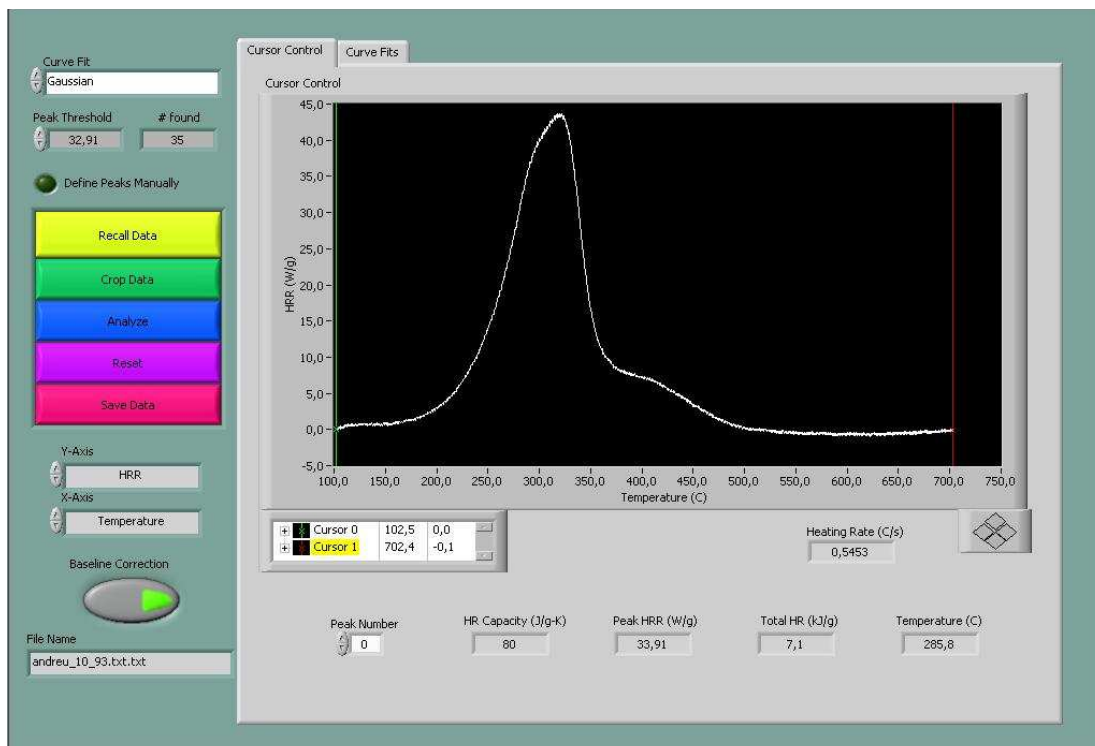 Curve Fit
Gaussian
Peak Threshold # found
32,91 35
Define Peaks Manually
Recall Data
Crop Data
Analyze
Reset
Save Data
Y-Axis
HRR
X-Axis
Temperature
Baseline Correction
File Name
andreu_10_93.txt.txt
Cursor Control Curve Fits
Cursor Control
HRR (W/g)
45,0
40,0
35,0
30,0
25,0
20,0
15,0
10,0
5,0
0,0
-5,0
100,0 150,0 200,0 250,0 300,0 350,0 400,0 450,0 500,0 550,0 600,0 650,0 700,0 750,0
Temperature (C)
Cursor 0 102,5 0,0
Cursor 1 702,4 -0,1
Heating Rate (C/s)
0,5453
Peak Number HR Capacity (J/g-K) Peak HRR (W/g) Total HR (kJ/g) Temperature (C)
0 80 33,91 7,1 285,8